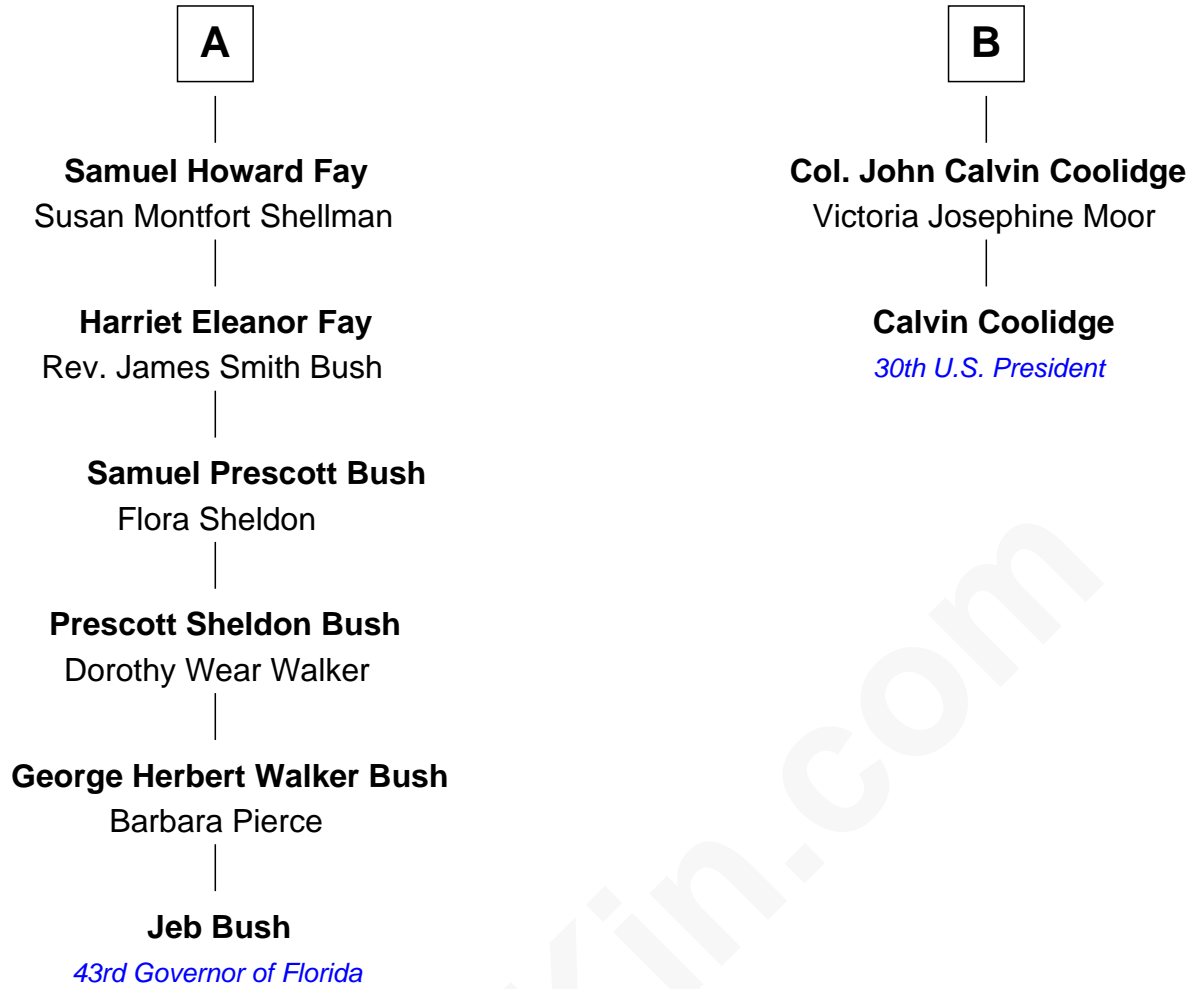 A
Samuel Howard Fay
Susan Montfort Shellman
Harriet Eleanor Fay
Rev. James Smith Bush
Samuel Prescott Bush
Flora Sheldon
Prescott Sheldon Bush
Dorothy Wear Walker
George Herbert Walker Bush
Barbara Pierce
Jeb Bush
43rd Governor of Florida
B
Col. John Calvin Coolidge
Victoria Josephine Moor
Calvin Coolidge
30th U.S. President